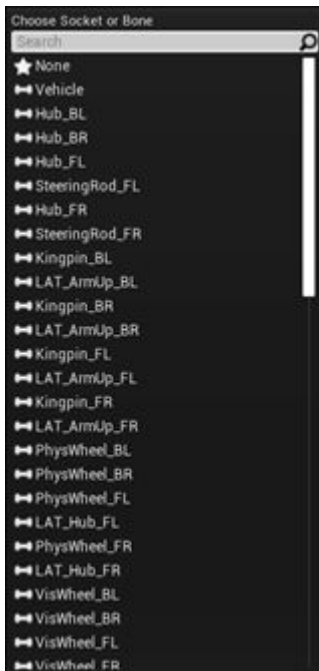 Choose Socket or Bone
Search
None
Vehicle
Hub_BL
Hub_BR
Hub_FL
SteeringRod_FL
Hub_FR
SteeringRod_FR
Kingpin_BL
LAT_ArmUp_BL
Kingpin_BR
LAT_ArmUp_BR
Kingpin_FL
LAT_ArmUp_FL
Kingpin_FR
LAT_ArmUp_FR
PhysWheel_BL
PhysWheel_BR
PhysWheel_FL
LAT_Hub_FL
PhysWheel_FR
LAT_Hub_FR
VisWheel_BL
VisWheel_BR
VisWheel_FL
VisWheel_FR